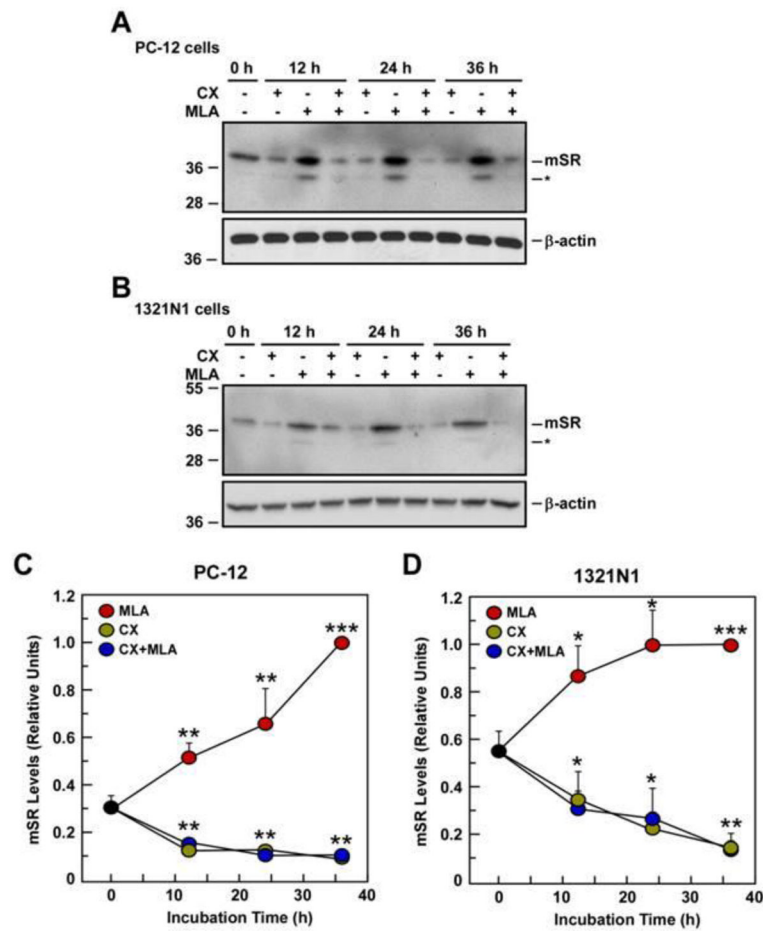 A
PC-12 cells
0 h 12 h 24 h 36 h
CX - + - + + - + + - +
MLA - - + + - + + - + +
36
28
mSR
*
β-actin
36
B
1321N1 cells
0 h 12 h 24 h 36 h
CX - + - + + - + + - +
MLA - - + + - + + - + +
55
36
28
mSR
*
β-actin
36
C
PC-12
mSR Levels (Relative Units)
1.2
1.0
0.8
0.6
0.4
0.2
0
MLA
CX
CX+MLA
**
**
***
**
**
**
0 10 20 30 40
Incubation Time (h)
D
1321N1
mSR Levels (Relative Units)
1.2
1.0
0.8
0.6
0.4
0.2
0
MLA
CX
CX+MLA
*
*
***
*
*
**
0 10 20 30 40
Incubation Time (h)